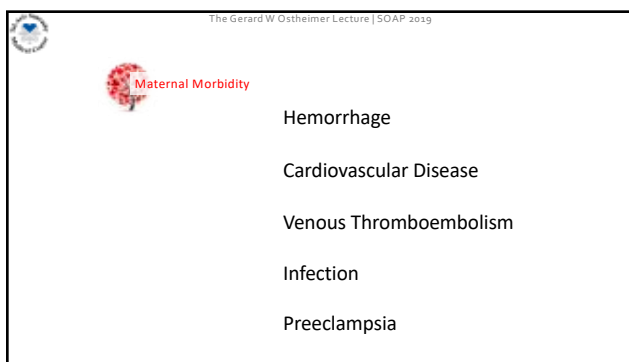 The Gerard W Ostheimer Lecture | SOAP 2019
Maternal Morbidity
Hemorrhage
Cardiovascular Disease
Venous Thromboembolism
Infection
Preeclampsia